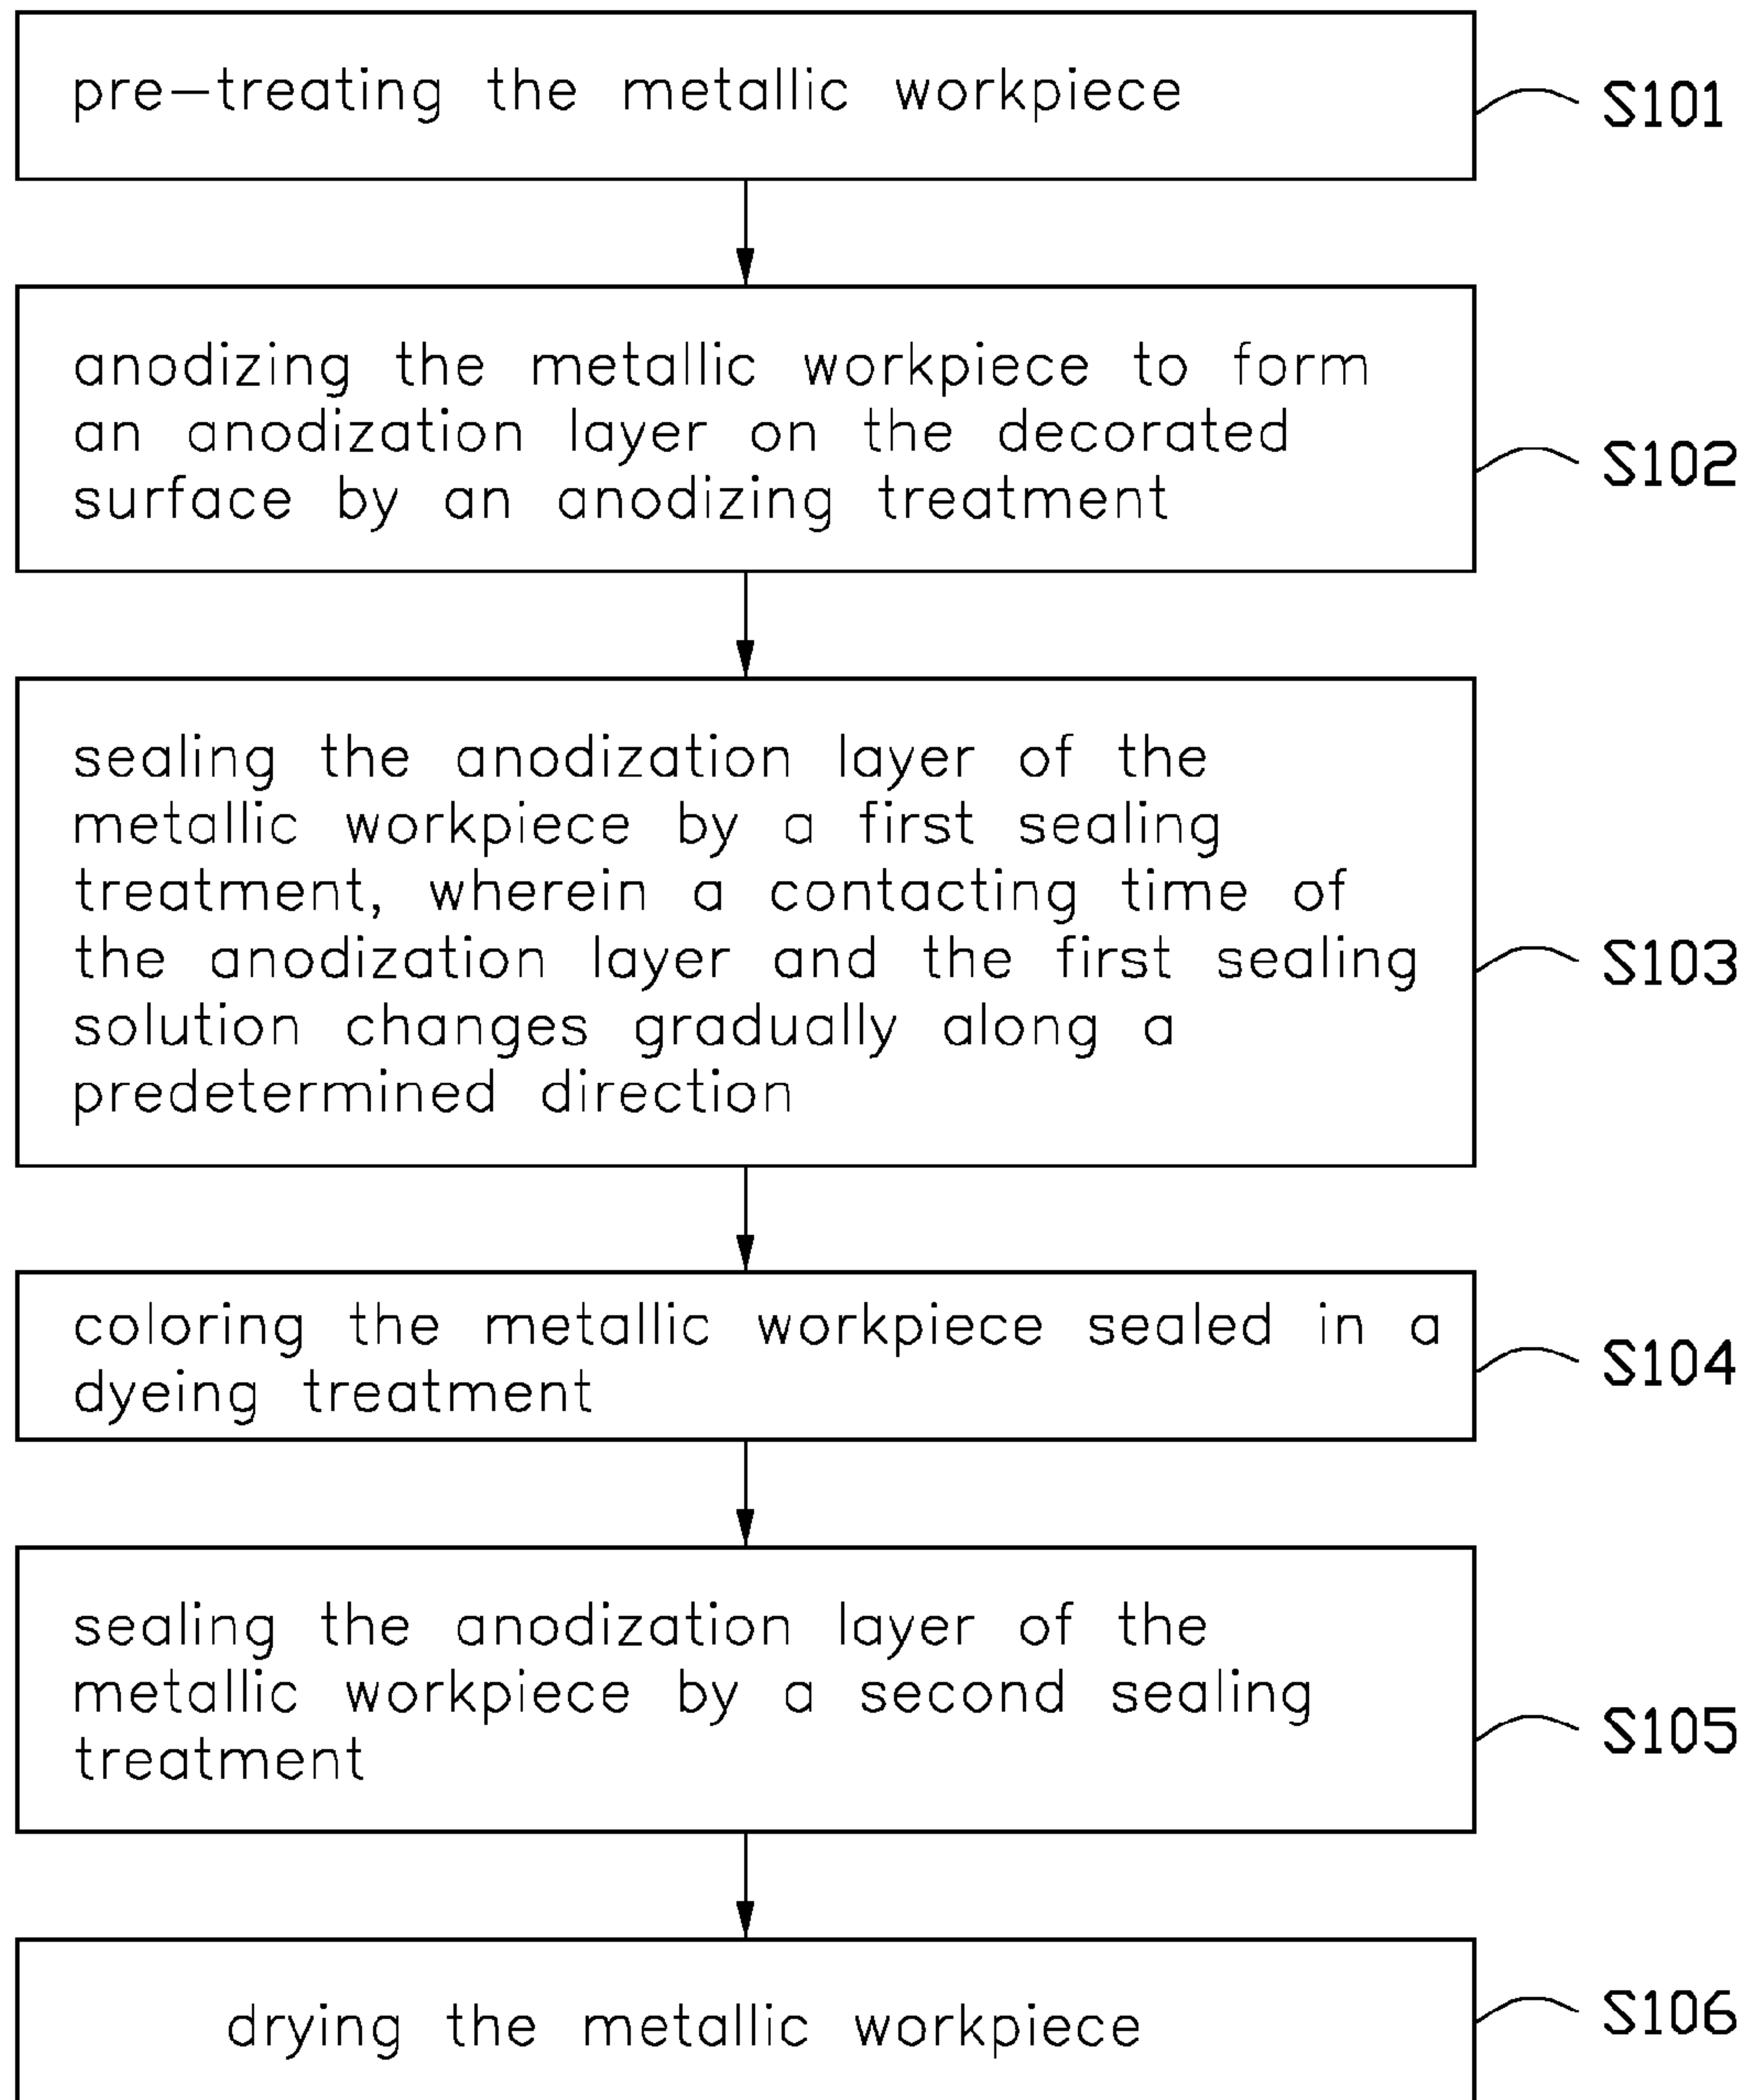 pre-treating the metallic workpiece
S101
anodizing the metallic workpiece to form
an anodization layer on the decorated
surface by an anodizing treatment
S102
sealing the anodization layer of the
metallic workpiece by a first sealing
treatment, wherein a contacting time of
the anodization layer and the first sealing
solution changes gradually along a
predetermined direction
S103
coloring the metallic workpiece sealed in a
dyeing treatment
S104
sealing the anodization layer of the
metallic workpiece by a second sealing
treatment
S105
drying the metallic workpiece
S106